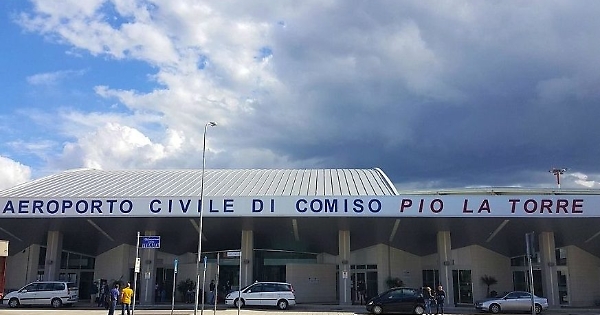 AEROPORTO CIVILE DI COMISO PIO LA TORRE